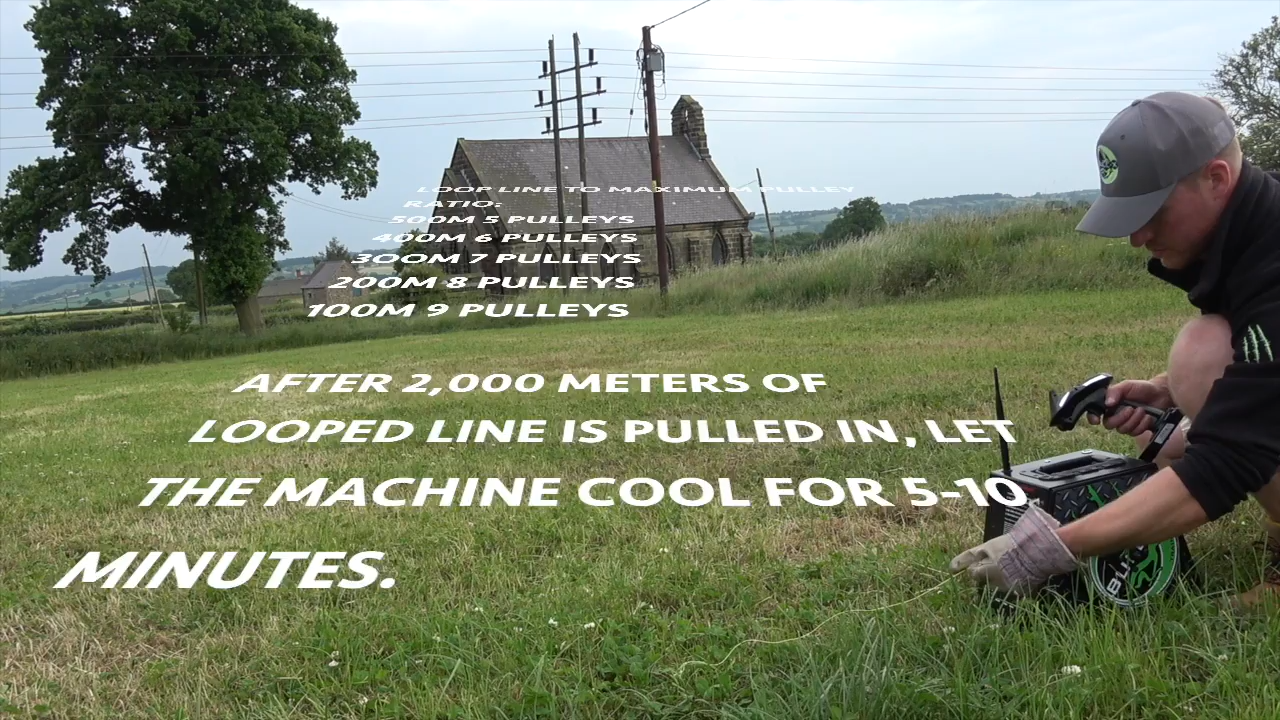 LOOP LINE TO MAXIMUM PULLEY
RATIO:
500M 5 PULLEYS
400M 6 PULLEYS
300M 7 PULLEYS
200M 8 PULLEYS
100M 9 PULLEYS
AFTER 2,000 METERS OF
LOOPED LINE IS PULLED IN, LET
THE MACHINE COOL FOR 5-10
MINUTES.